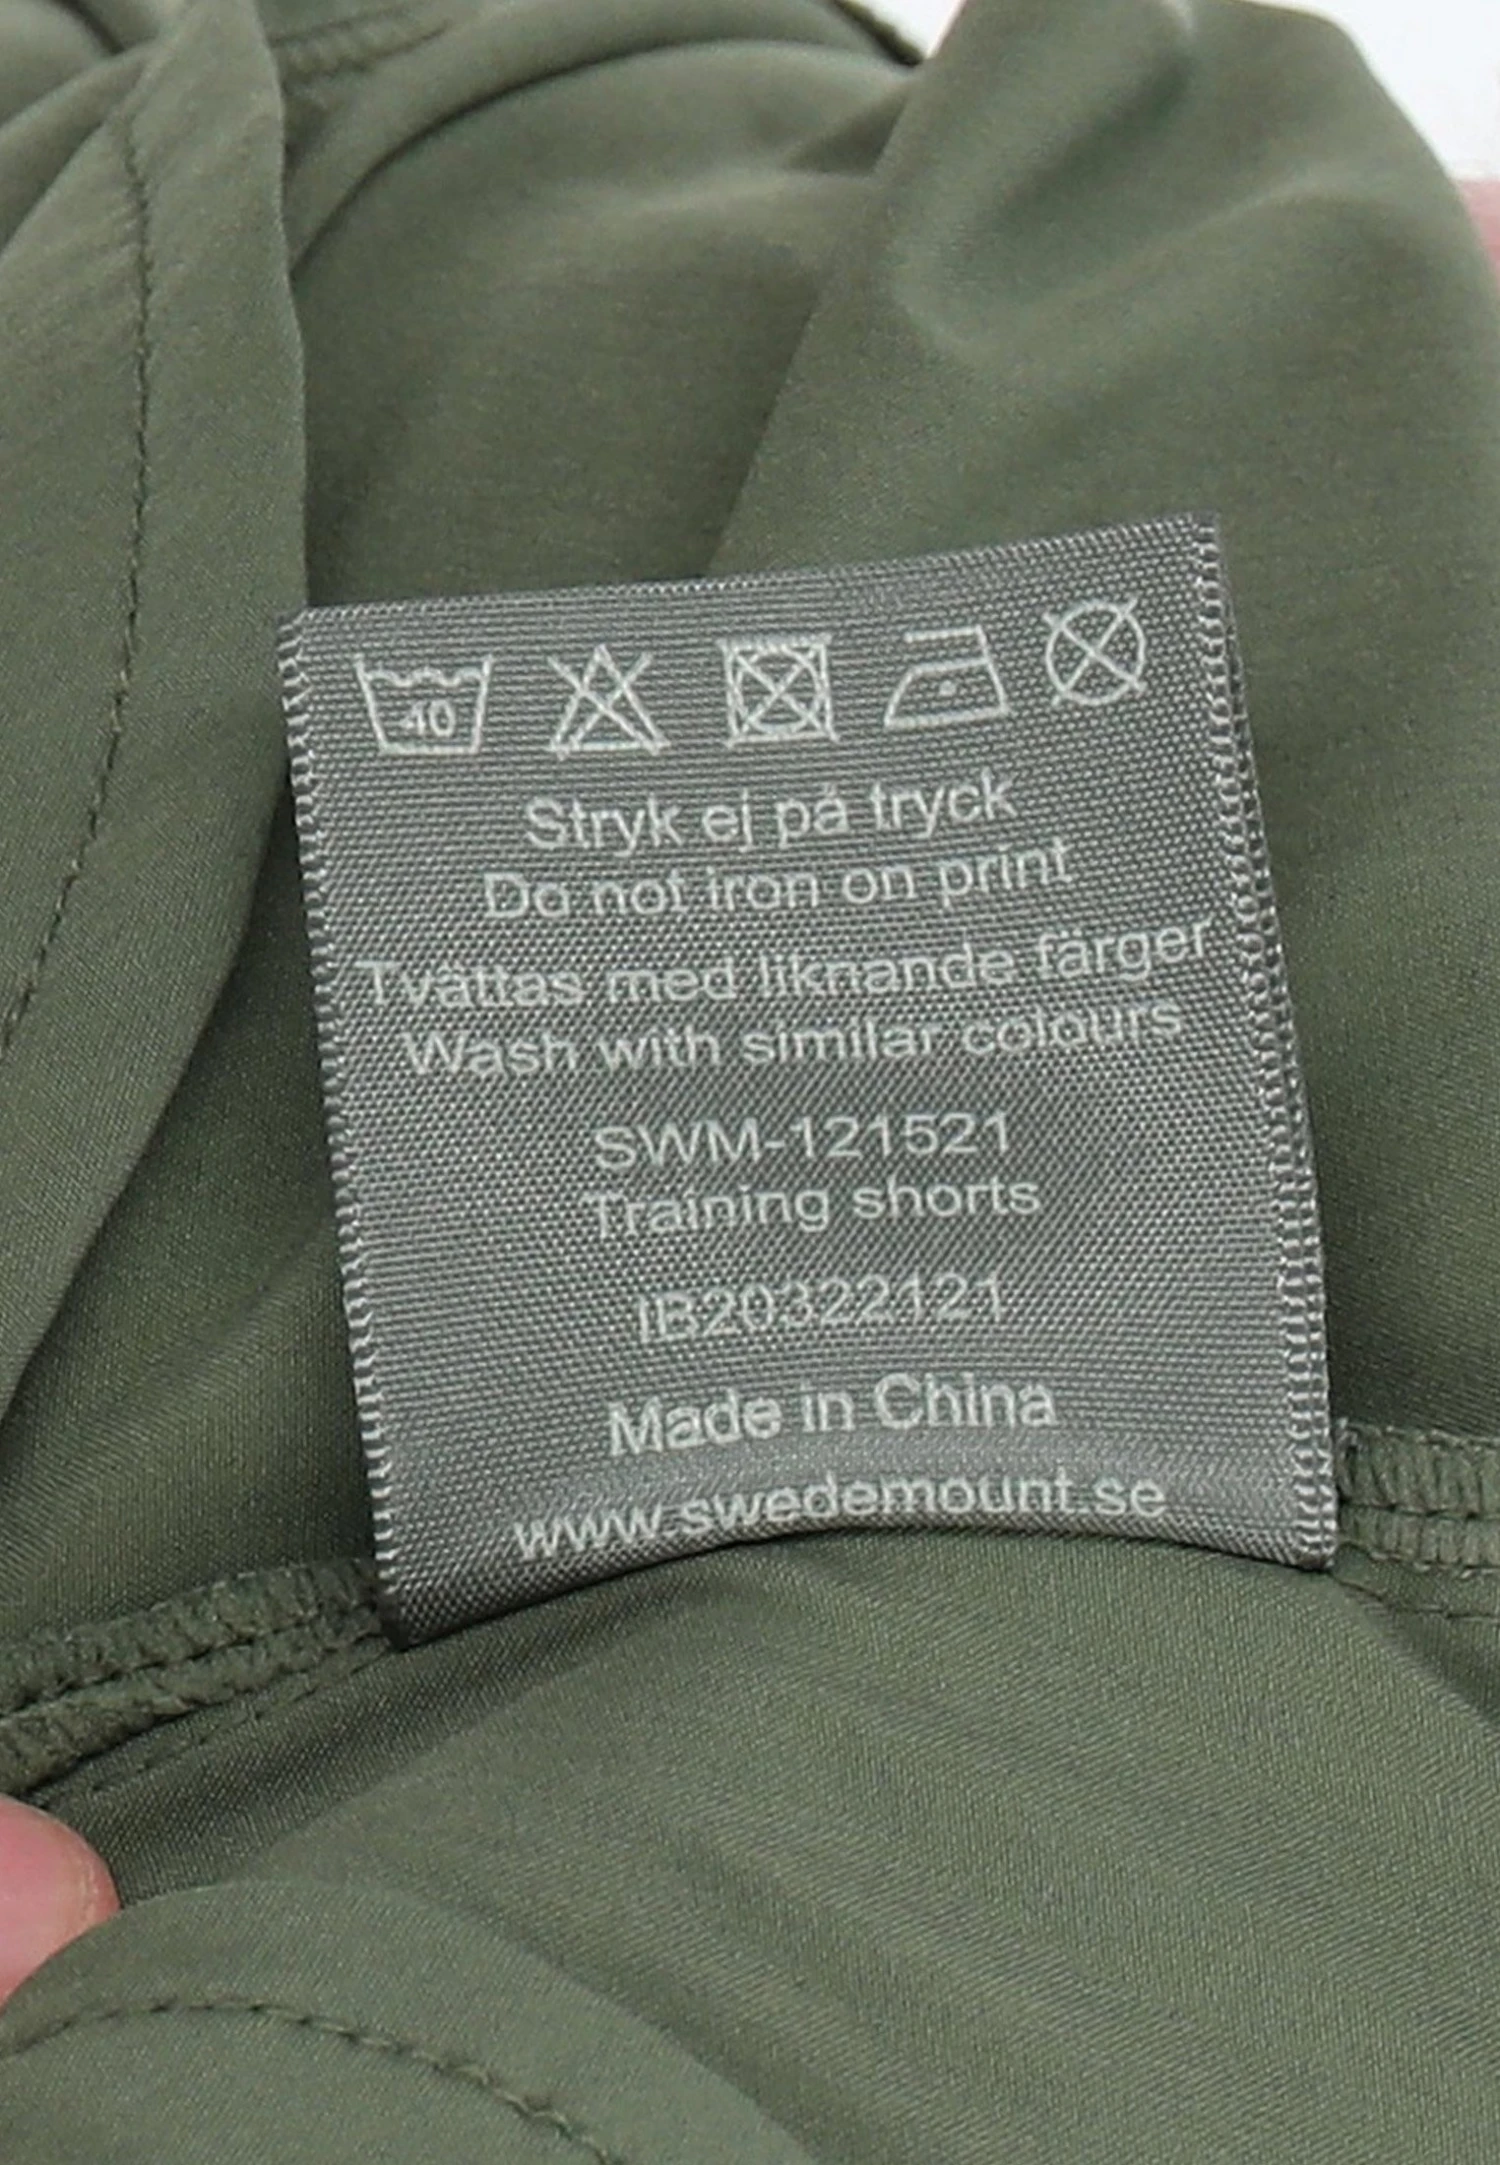 40
Stryk ej på tryck
Do not iron on print
Tvättas med liknande färger
Wash with similar colours
SWM-121521
Training shorts
IB20322121
Made in China
www.swedemount.se